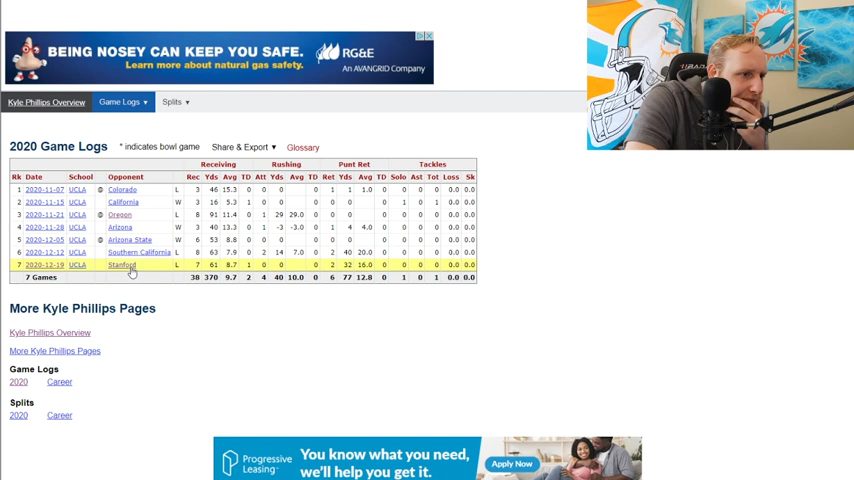 BEING NOSEY CAN KEEP YOU SAFE.
Learn more about natural gas safety.
RG&E
An AVANGRID Company
Kyle Phillips Overview
Game Logs ▼
Splits ▼
2020 Game Logs
* indicates bowl game
Share & Export ▼
Glossary
Receiving Rushing Punt Ret Tackles
Rk Date School Opponent Rec Yds Avg TD Att Yds Avg TD Ret Yds Avg TD Solo Ast Tot Loss Sk
1 2020-11-07 UCLA @ Colorado L 3 46 15.3 1 0 0 0 1 1 1.0 0 0 0 0 0.0 0.0
2 2020-11-15 UCLA California W 3 16 5.3 1 0 0 0 0 0 0 1 0 1 0.0 0.0
3 2020-11-21 UCLA @ Oregon L 8 91 11.4 0 1 29 29.0 0 0 0 0 0 0 0 0.0 0.0
4 2020-11-28 UCLA Arizona W 3 40 13.3 0 1 -3 -3.0 0 1 4 4.0 0 0 0 0 0.0 0.0
5 2020-12-05 UCLA @ Arizona State W 6 53 8.8 0 0 0 0 0 0 0 0 0 0 0.0 0.0
6 2020-12-12 UCLA Southern California L 8 63 7.9 0 2 14 7.0 0 2 40 20.0 0 0 0 0 0.0 0.0
7 2020-12-19 UCLA Stanford L 7 61 8.7 1 0 0 0 2 32 16.0 0 0 0 0 0.0 0.0
7 Games 38 370 9.7 2 4 40 10.0 0 6 77 12.8 0 1 0 1 0.0 0.0
More Kyle Phillips Pages
Kyle Phillips Overview
More Kyle Phillips Pages
Game Logs
2020 Career
Splits
2020 Career
PROGRESSIVE
LEASING
You know what you need,
we'll help you get it.
Apply Now